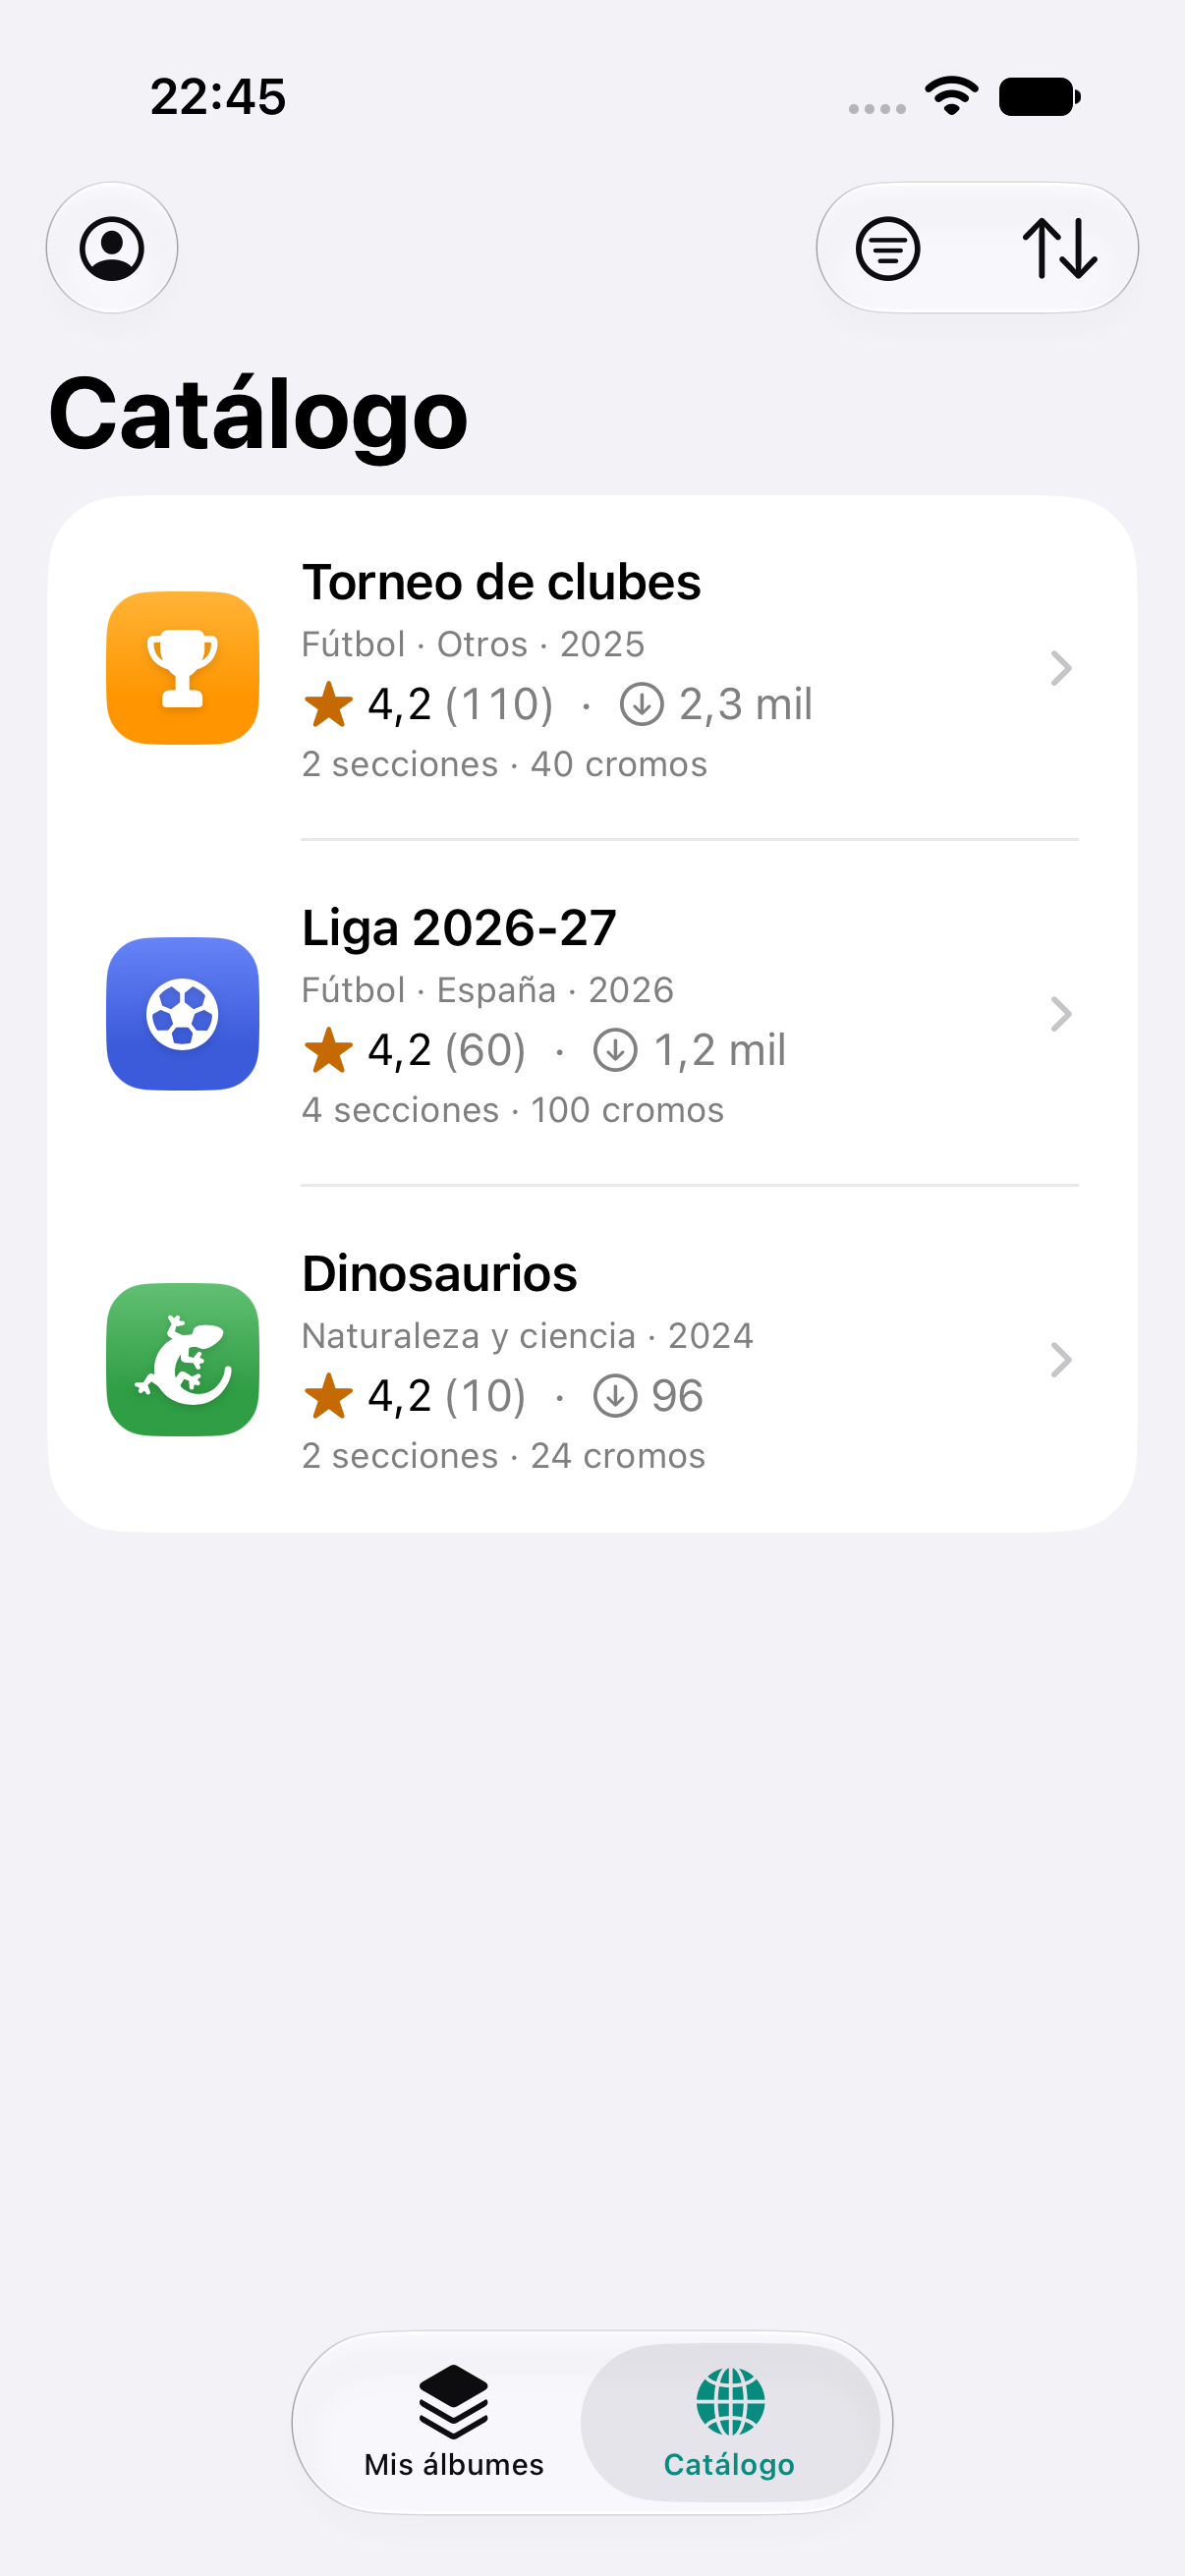 22:45
Catálogo
Torneo de clubes
Fútbol · Otros · 2025
4,2 (110) · 2,3 mil
2 secciones · 40 cromos
Liga 2026-27
Fútbol · España · 2026
4,2 (60) · 1,2 mil
4 secciones · 100 cromos
Dinosaurios
Naturaleza y ciencia · 2024
4,2 (10) · 96
2 secciones · 24 cromos
Mis álbumes
Catálogo